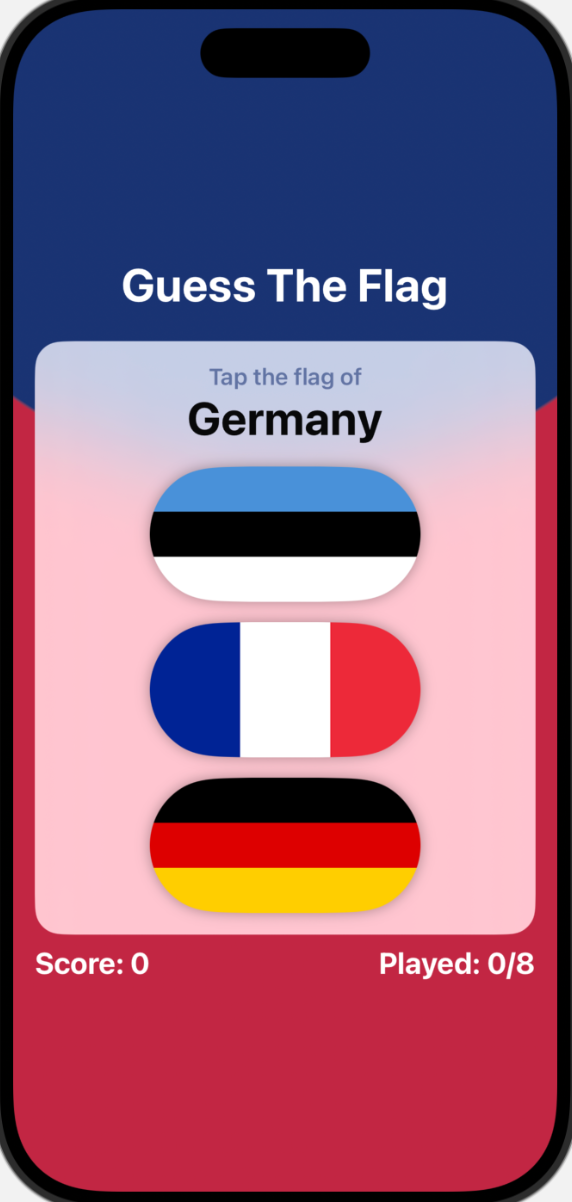 Guess The Flag
Tap the flag of
Germany
Score: 0
Played: 0/8